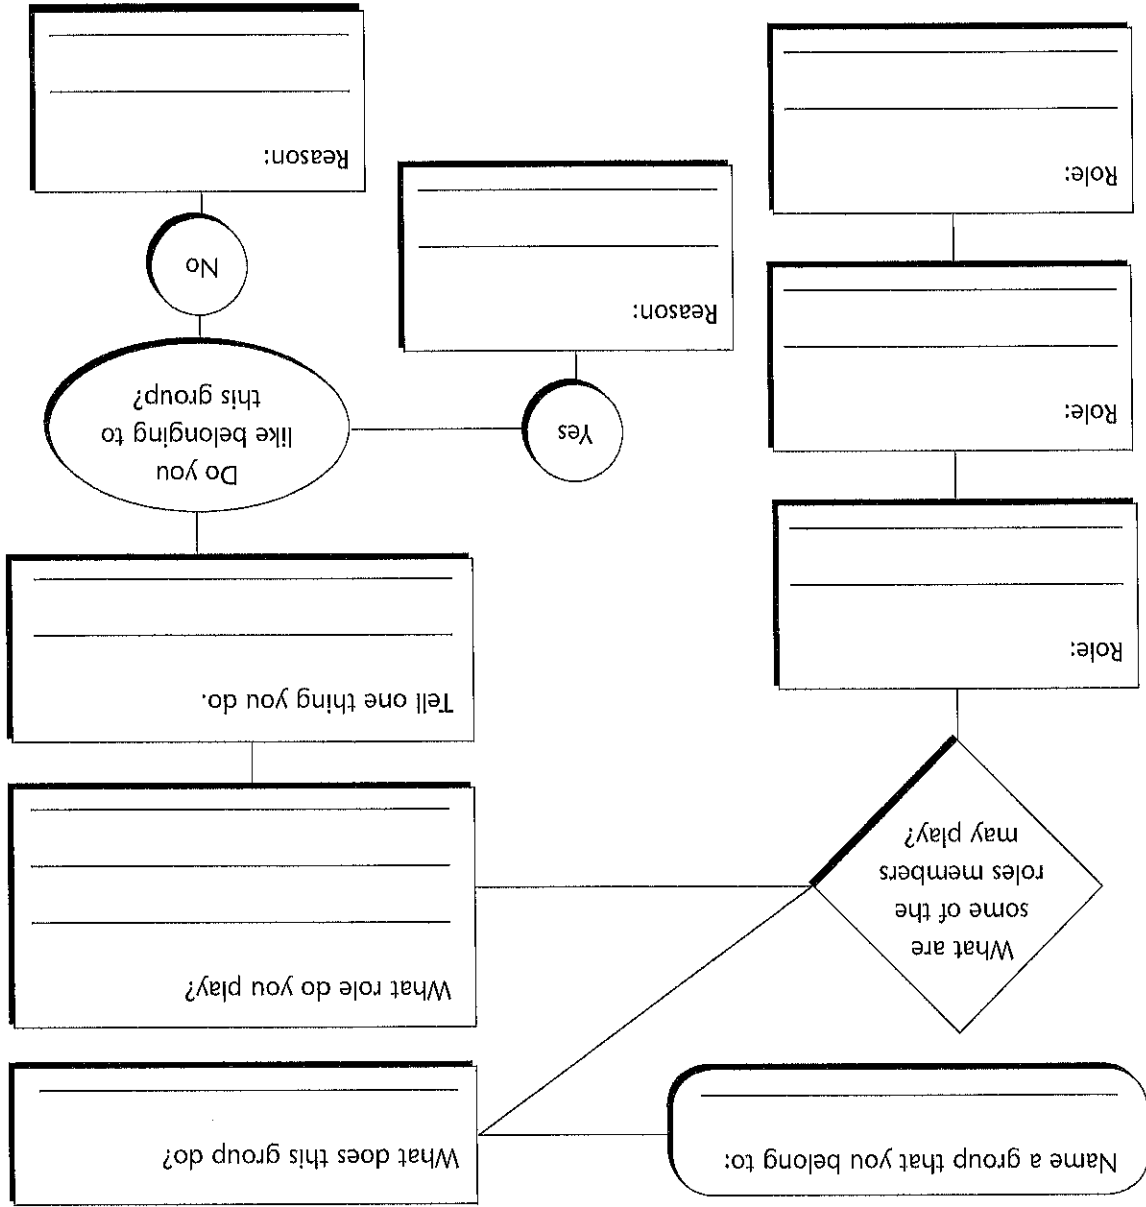 Name a group that you belong to:
What does this group do?
What are
some of the
roles members
may play?
What role do you play?
Role:
Tell one thing you do.
Role:
Do you
like belonging to
this group?
Yes
Reason:
No
Role:
Reason: